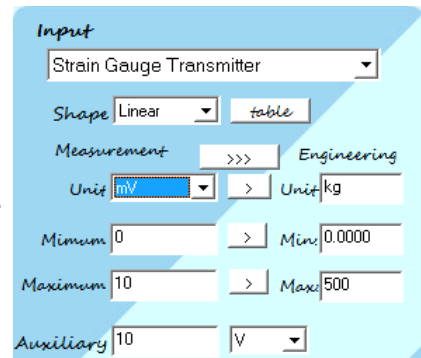 Input
Strain Gauge Transmitter
Shape Linear table
Measurement >>> Engineering
Unit mV > Unit kg
Mimum 0 > Min: 0.0000
Maximum 10 > Max: 500
Auxiliary 10 V